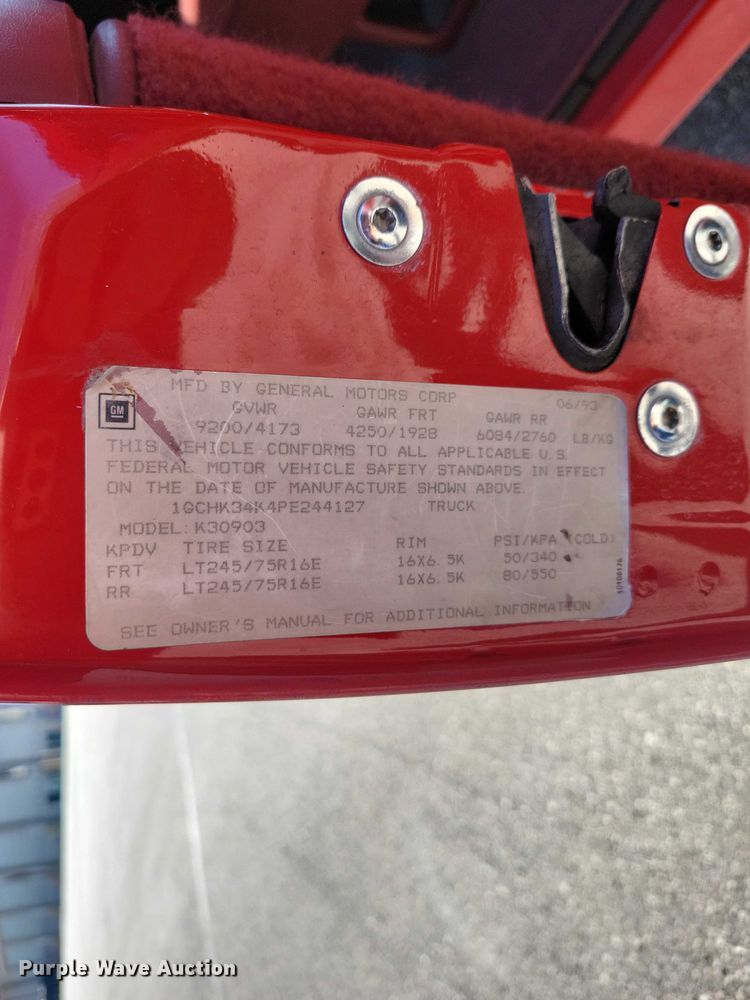 MFD BY GENERAL MOTORS CORP 06/93
GM
GVWR GAWR FRT GAWR RR
9200/4173 4250/1928 6084/2760 LB/KG
THIS VEHICLE CONFORMS TO ALL APPLICABLE U.S.
FEDERAL MOTOR VEHICLE SAFETY STANDARDS IN EFFECT
ON THE DATE OF MANUFACTURE SHOWN ABOVE.
1GCHK34K4PE244127 TRUCK
MODEL: K30903
KPDV TIRE SIZE RIM PSI/KPA (COLD)
FRT LT245/75R16E 16X6.5K 50/340
RR LT245/75R16E 16X6.5K 80/550
SEE OWNER'S MANUAL FOR ADDITIONAL INFORMATION
Purple Wave Auction